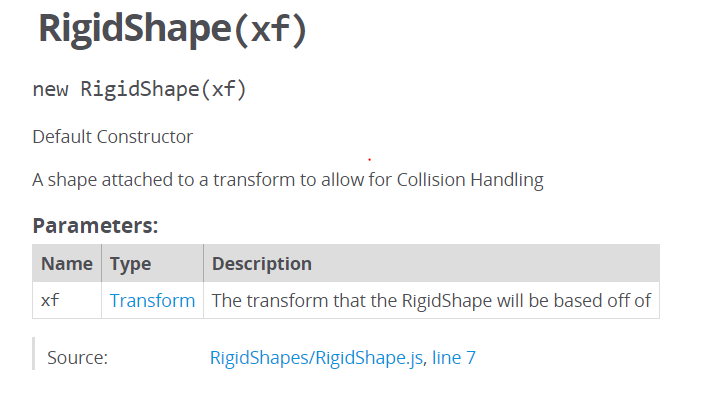 RigidShape(xf)
new RigidShape(xf)
Default Constructor
A shape attached to a transform to allow for Collision Handling
Parameters:
Name Type Description
xf Transform The transform that the RigidShape will be based off of
Source: RigidShapes/RigidShape.js, line 7